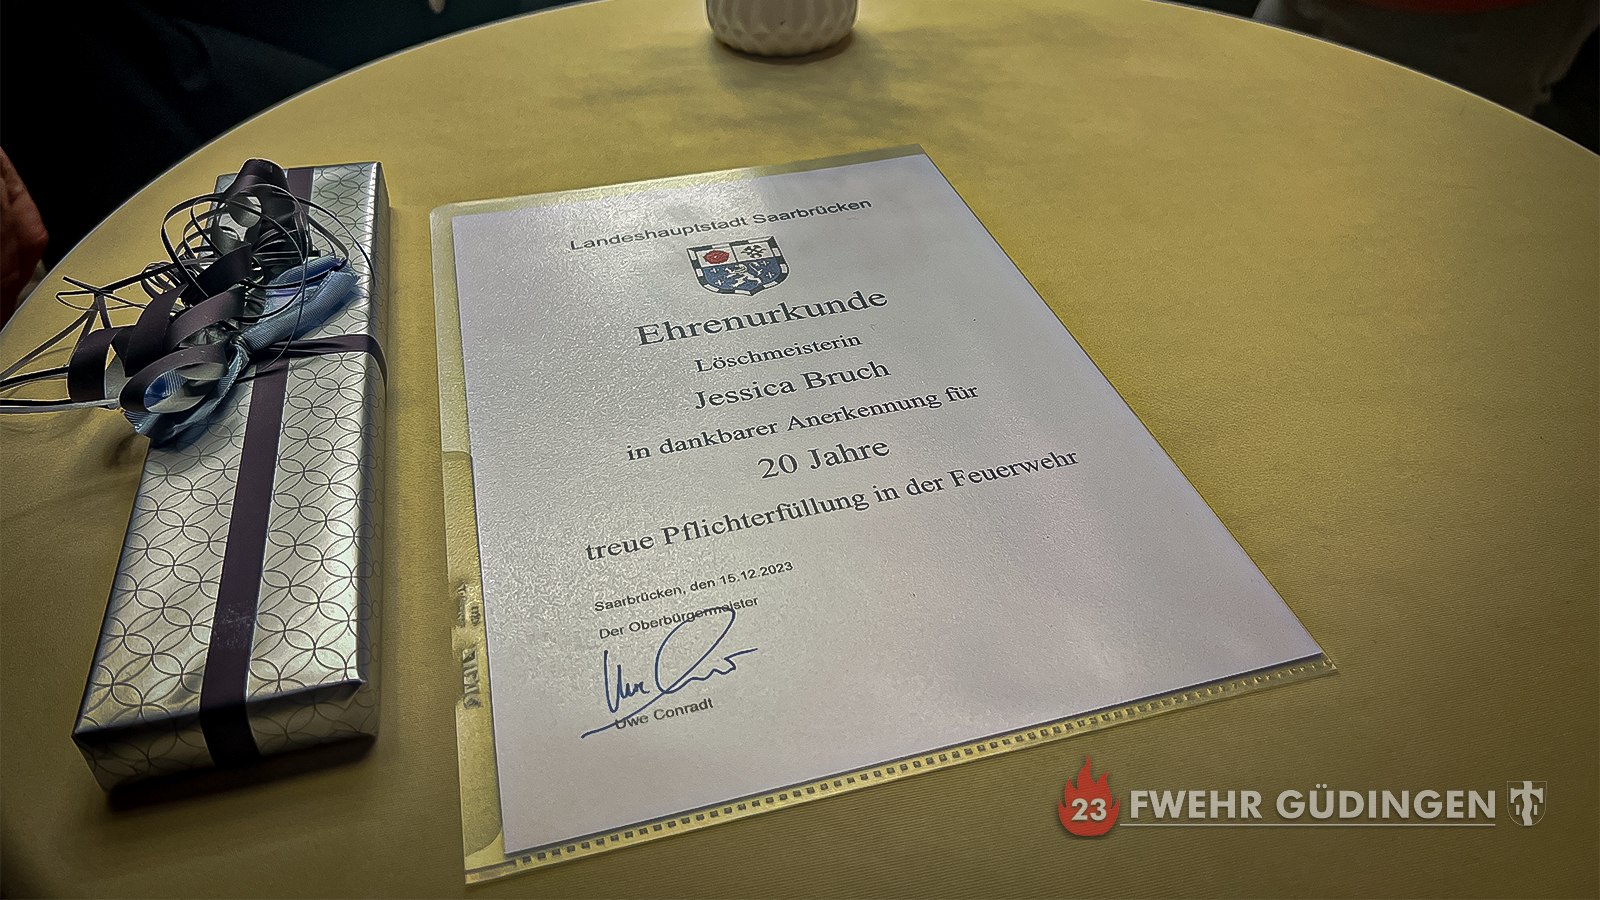 Landeshauptstadt Saarbrücken
Ehrenurkunde
Löschmeisterin
Jessica Bruch
in dankbarer Anerkennung für
20 Jahre
treue Pflichterfüllung in der Feuerwehr
Saarbrücken, den 15.12.2023
Der Oberbürgermeister
Uwe Conradt
23 FWEHR GÜDINGEN